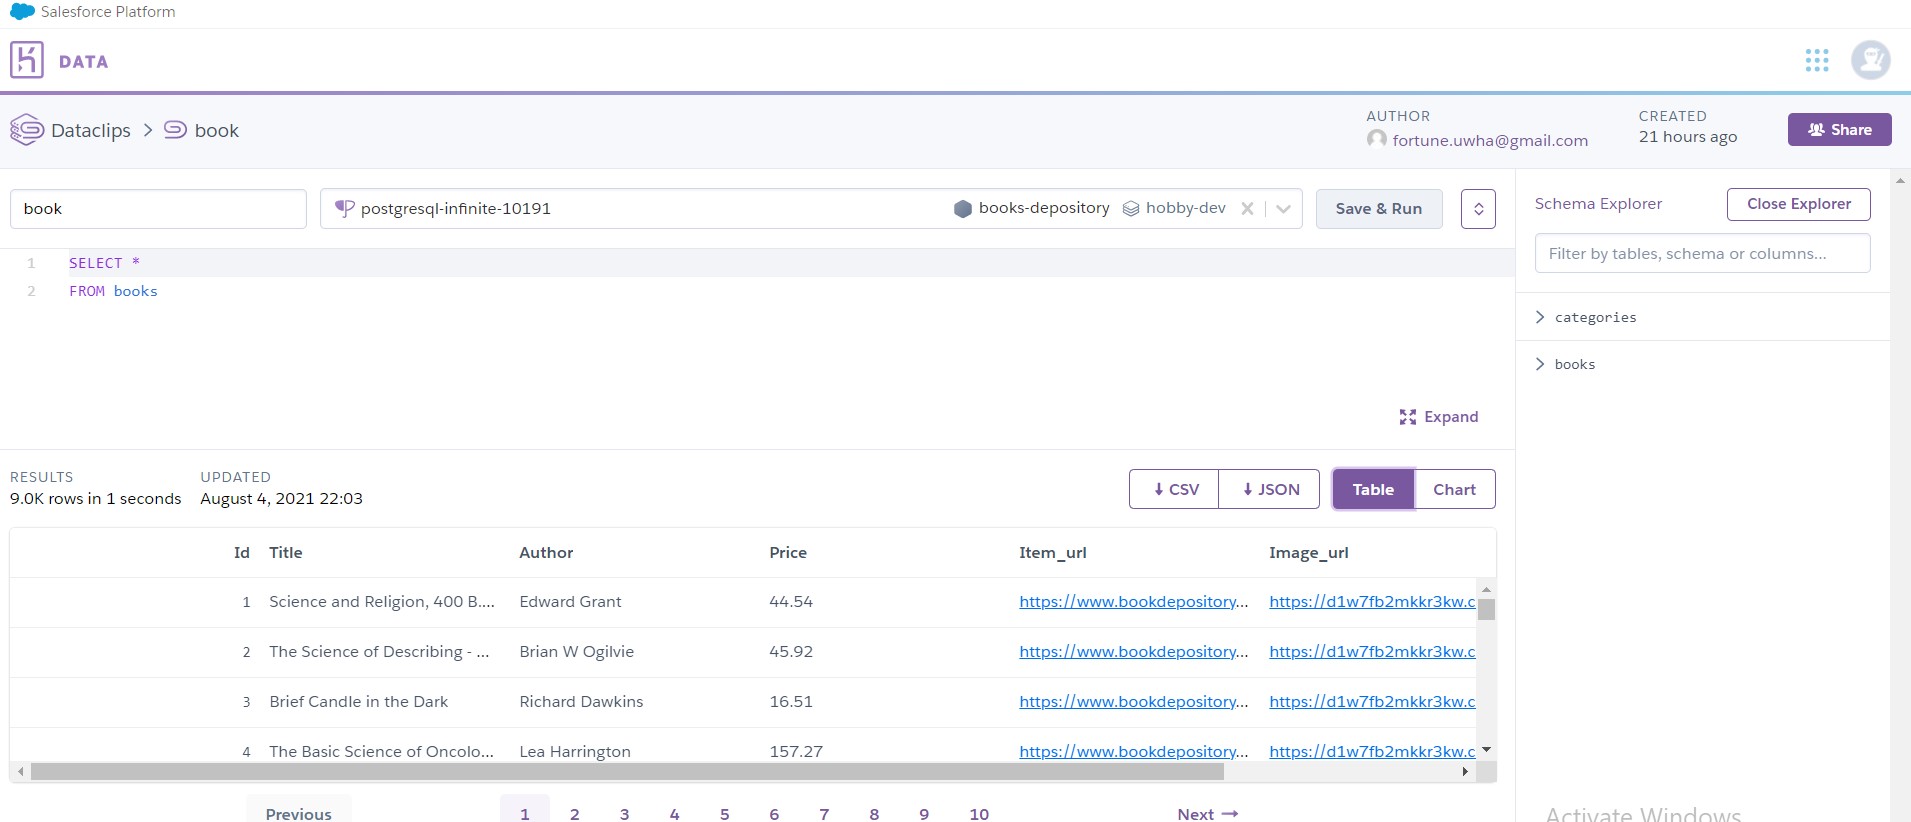 Salesforce Platform
DATA
Dataclips > book
AUTHOR
fortune.uwha@gmail.com
CREATED
21 hours ago
Share
book
postgresql-infinite-10191 books-depository hobby-dev
Save & Run
1 SELECT *
2 FROM books
Expand
Schema Explorer
Close Explorer
Filter by tables, schema or columns...
categories
books
RESULTS
9.0K rows in 1 seconds
UPDATED
August 4, 2021 22:03
CSV
JSON
Table
Chart
Id Title Author Price Item_url Image_url
1 Science and Religion, 400 B.... Edward Grant 44.54 https://www.bookdepository... https://d1w7fb2mkkr3kw.c
2 The Science of Describing - ... Brian W Ogilvie 45.92 https://www.bookdepository... https://d1w7fb2mkkr3kw.c
3 Brief Candle in the Dark Richard Dawkins 16.51 https://www.bookdepository... https://d1w7fb2mkkr3kw.c
4 The Basic Science of Oncolo... Lea Harrington 157.27 https://www.bookdepository... https://d1w7fb2mkkr3kw.c
Previous 1 2 3 4 5 6 7 8 9 10 Next →
Activate Windows